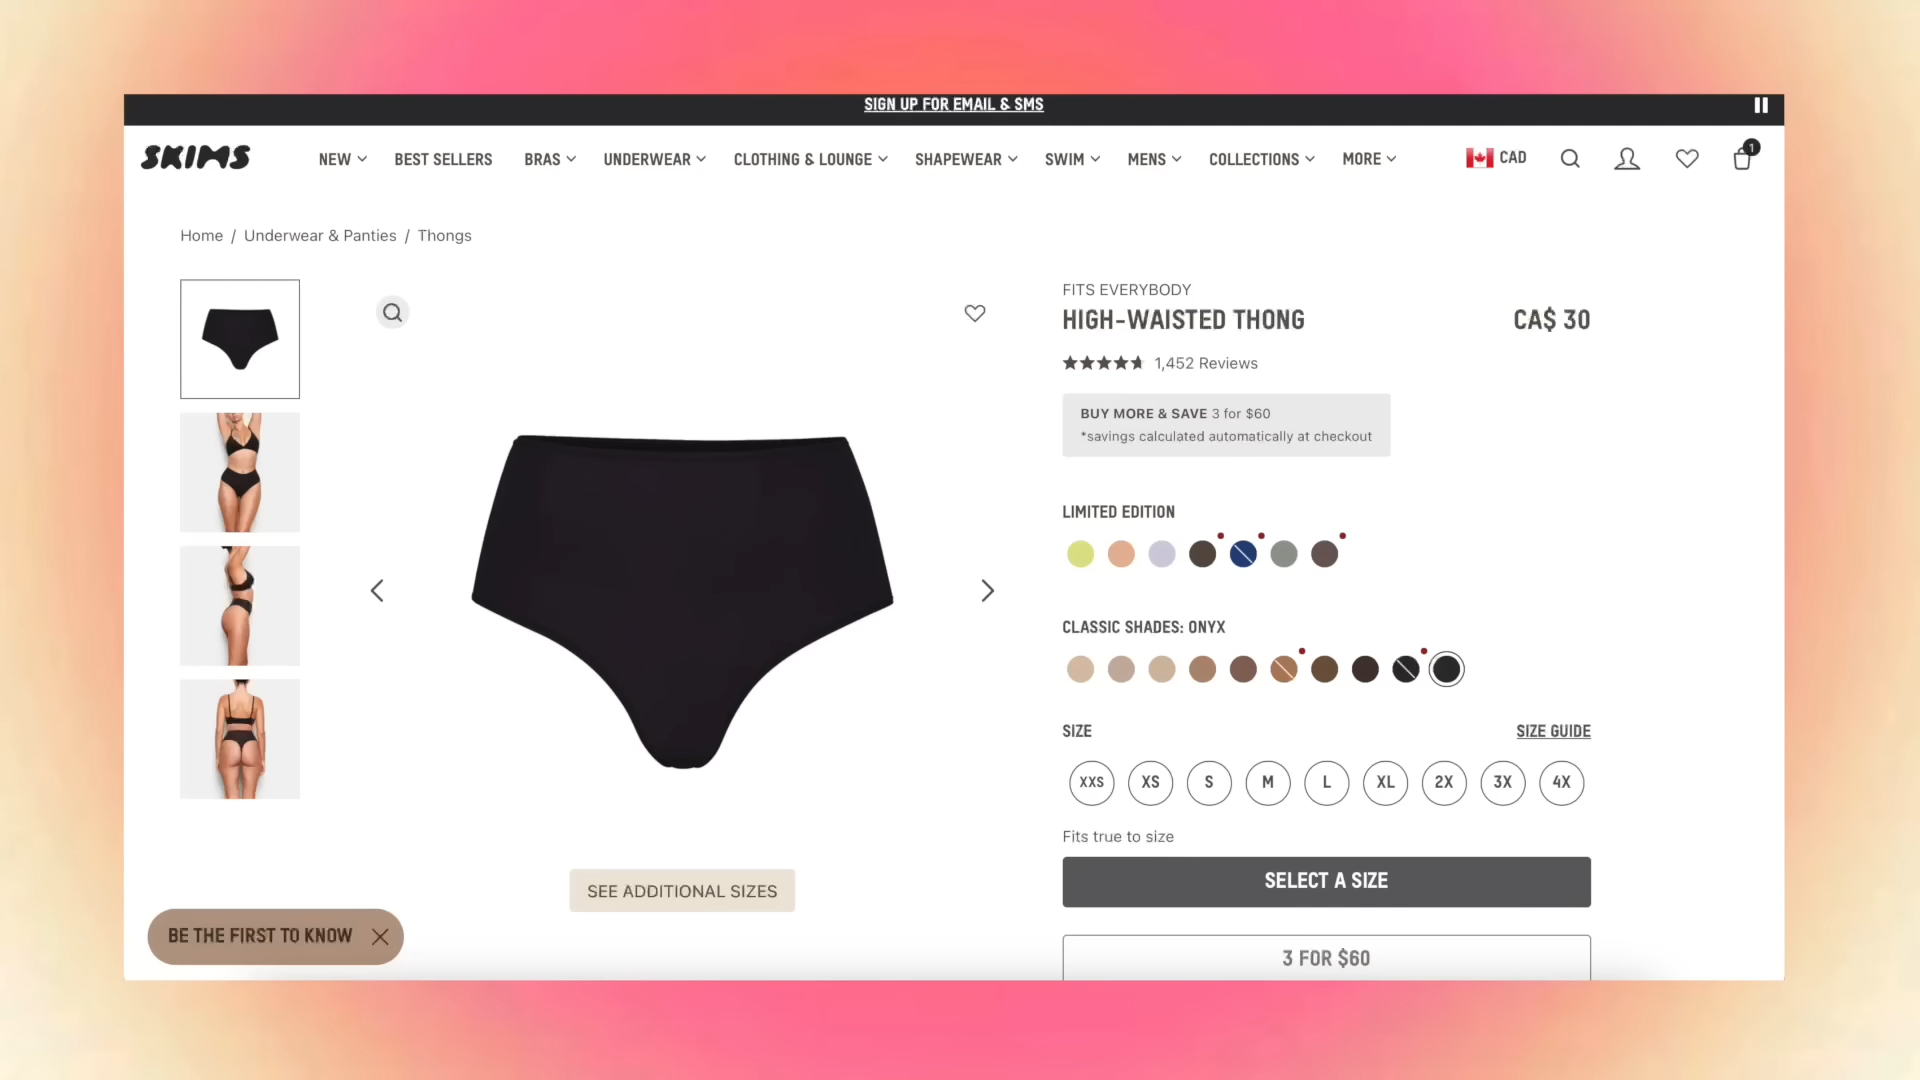 SIGN UP FOR EMAIL & SMS
SKIMS
NEW
BEST SELLERS
BRAS
UNDERWEAR
CLOTHING & LOUNGE
SHAPEWEAR
SWIM
MENS
COLLECTIONS
MORE
CAD
1
Home / Underwear & Panties / Thongs
FITS EVERYBODY
HIGH-WAISTED THONG
CA$ 30
1,452 Reviews
BUY MORE & SAVE 3 for $60
*savings calculated automatically at checkout
LIMITED EDITION
CLASSIC SHADES: ONYX
SIZE
SIZE GUIDE
XXS
XS
S
M
L
XL
2X
3X
4X
Fits true to size
SELECT A SIZE
SEE ADDITIONAL SIZES
BE THE FIRST TO KNOW
3 FOR $60